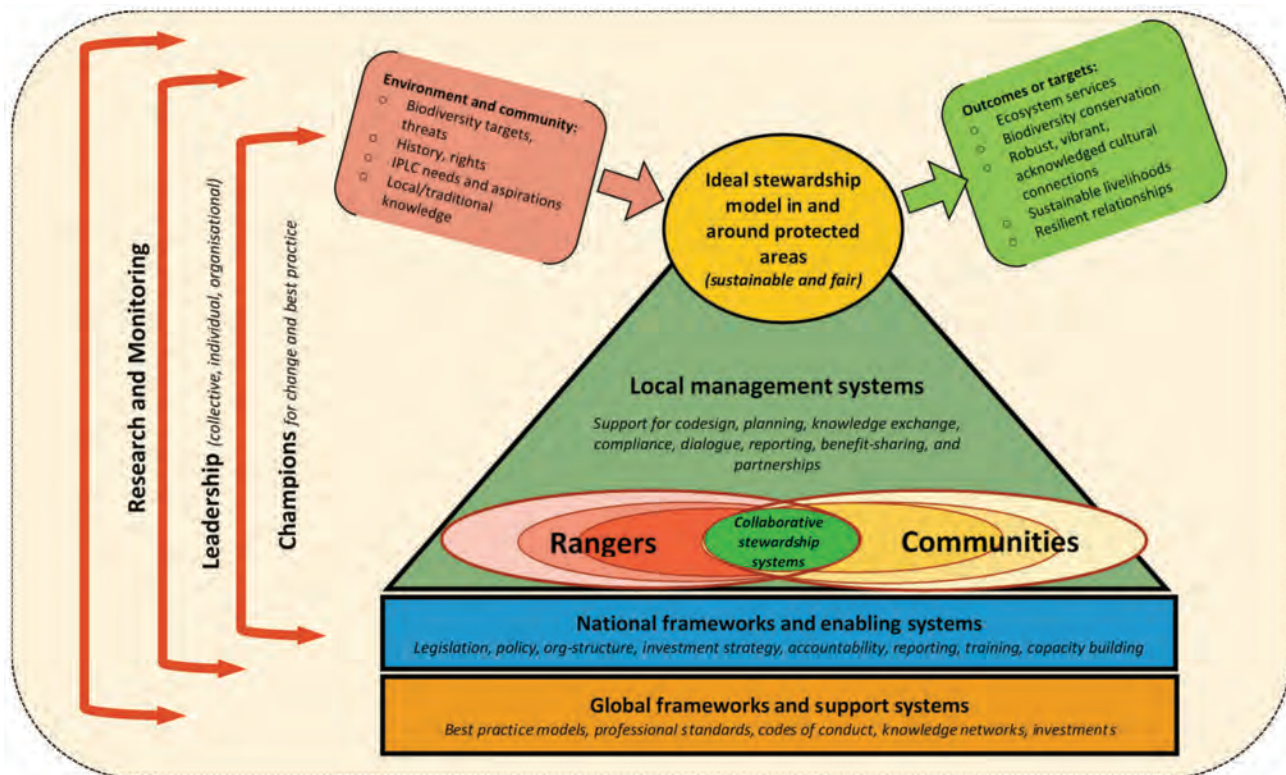 Research and Monitoring
Leadership (collective, individual, organisational)
Champions for change and best practice
Environment and community:
○ Biodiversity targets,
threats
○ History, rights
○ IPLC needs and aspirations
○ Local/traditional
knowledge
Ideal stewardship
model in and
around protected
areas
(sustainable and fair)
Outcomes or targets:
○ Ecosystem services
○ Biodiversity conservation
○ Robust, vibrant,
acknowledged cultural
connections
○ Sustainable livelihoods
○ Resilient relationships
Local management systems
Support for codesign, planning, knowledge exchange,
compliance, dialogue, reporting, benefit-sharing, and
partnerships
Rangers
Collaborative
stewardship
systems
Communities
National frameworks and enabling systems
Legislation, policy, org-structure, investment strategy, accountability, reporting, training, capacity building
Global frameworks and support systems
Best practice models, professional standards, codes of conduct, knowledge networks, investments